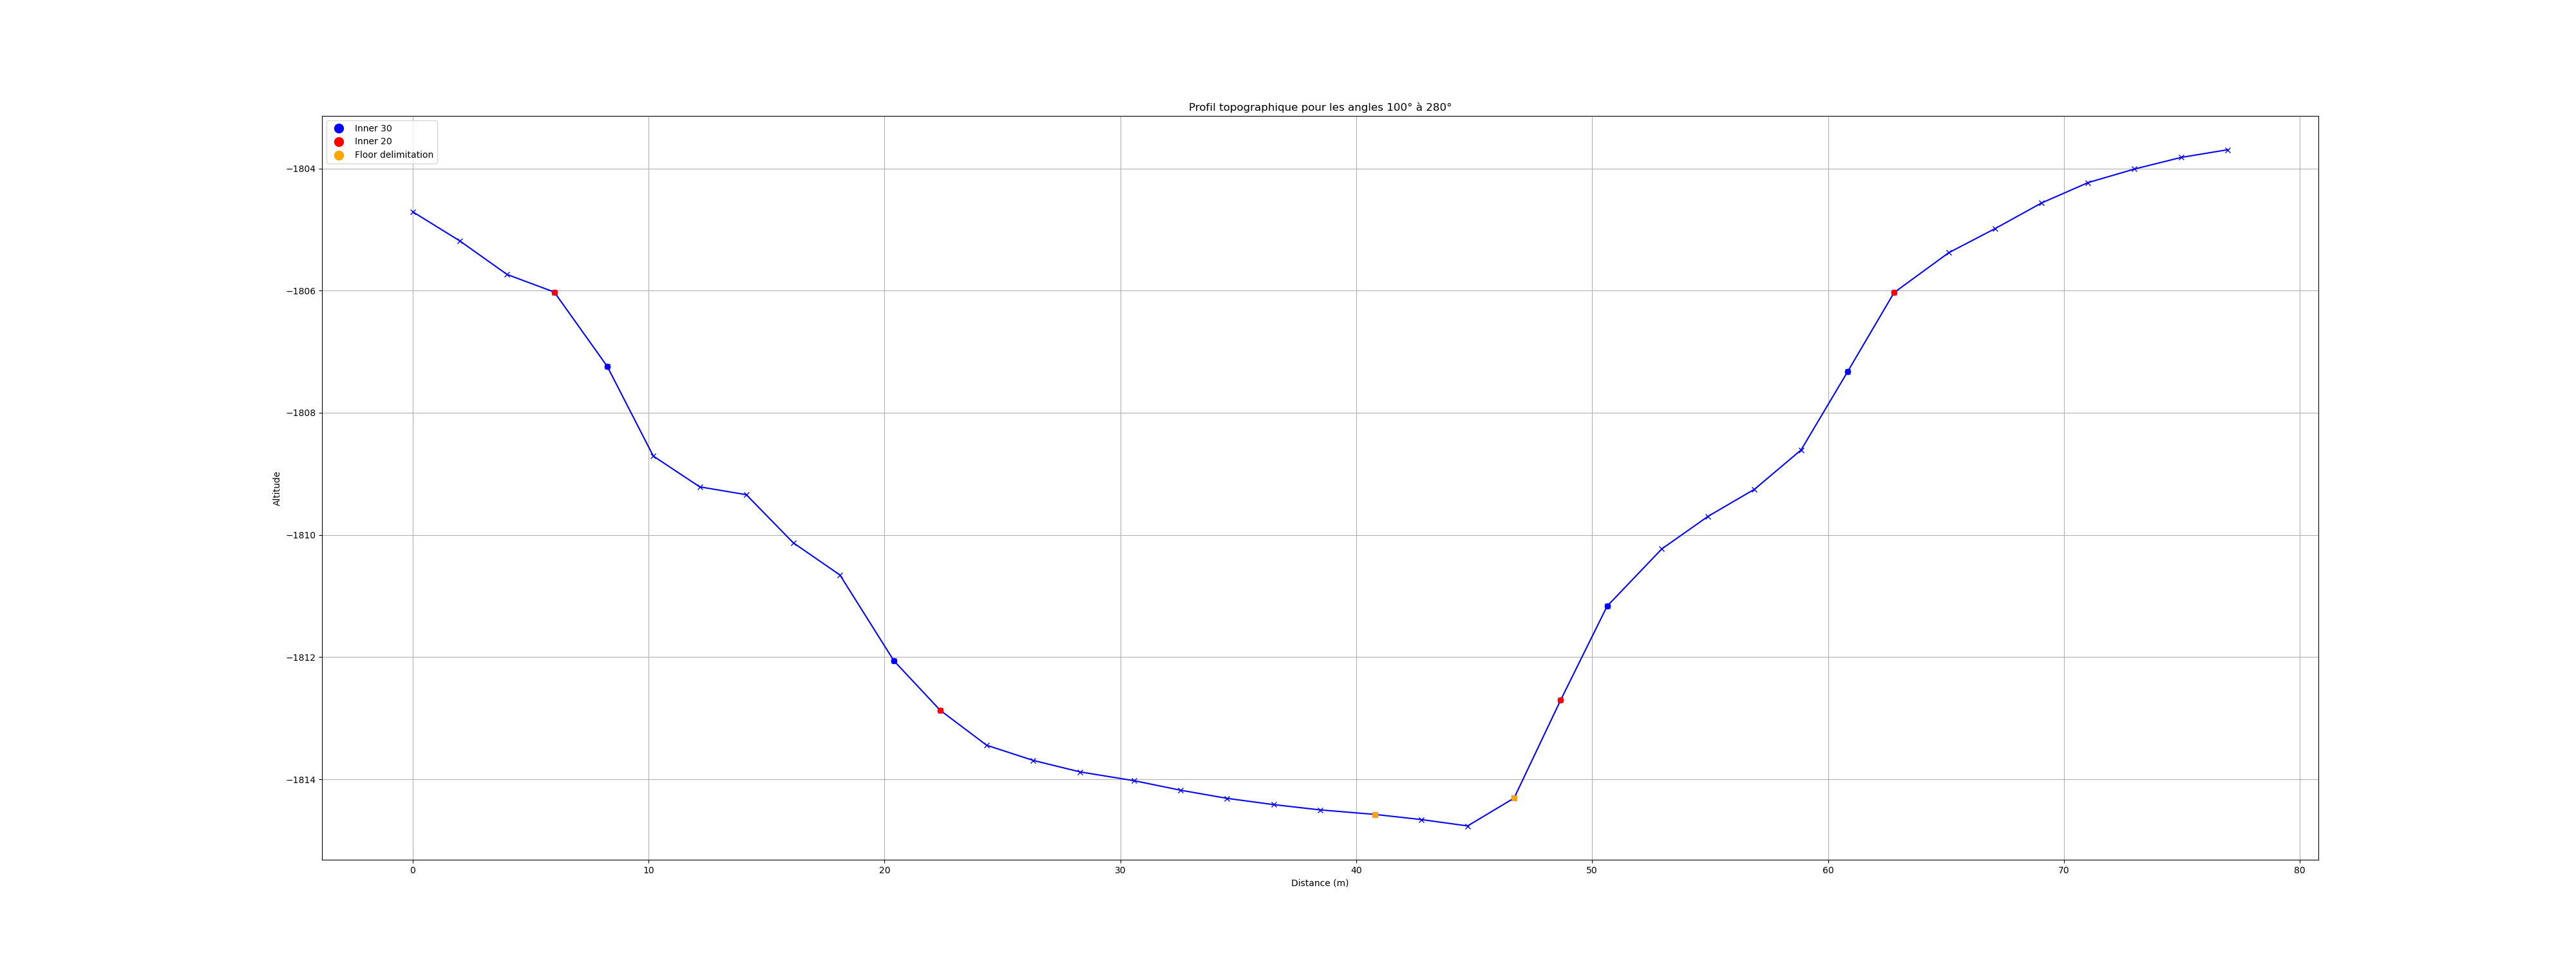 Profil topographique pour les angles 100° à 280°
Inner 30
Inner 20
Floor delimitation
−1804
−1806
−1808
−1810
−1812
−1814
Altitude
0 10 20 30 40 50 60 70 80
Distance (m)